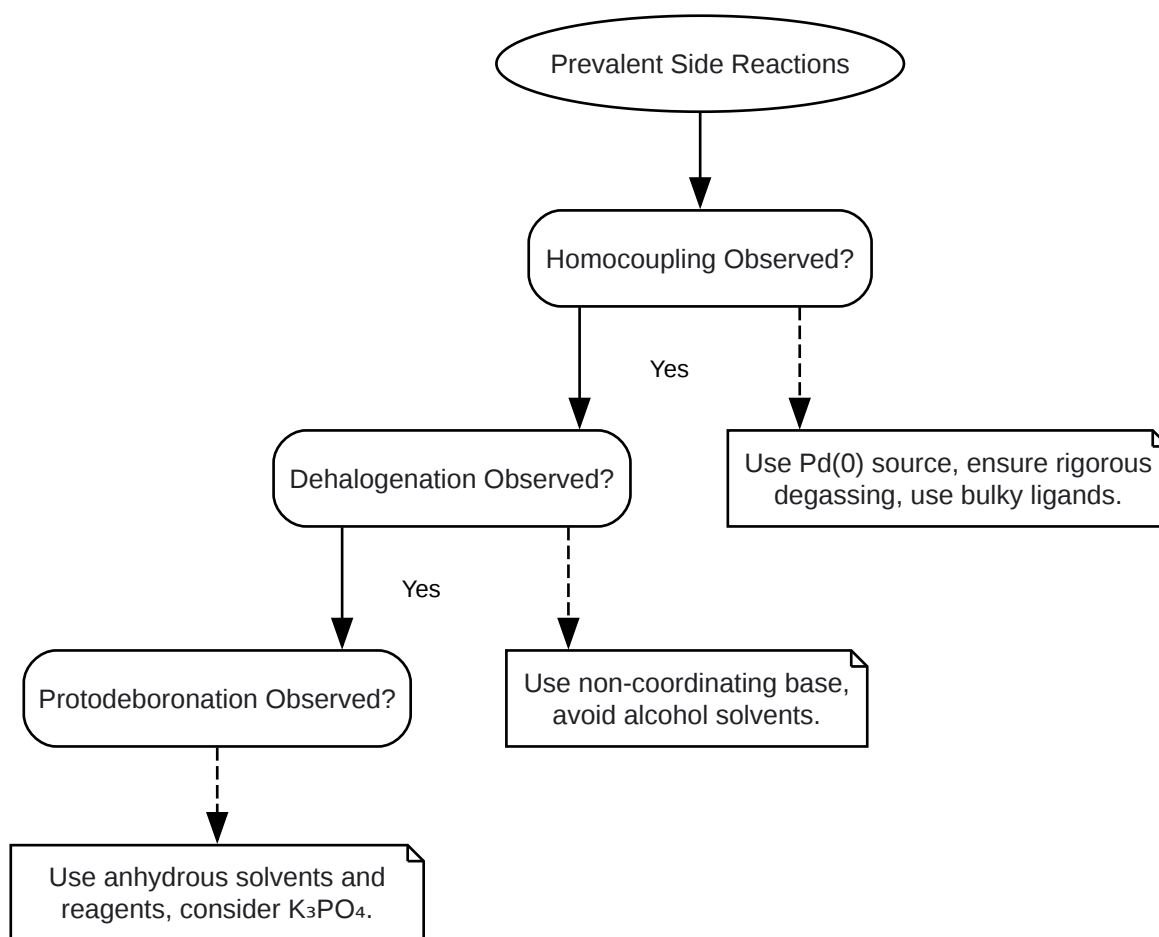 Prevalent Side Reactions
Homocoupling Observed?
Yes
Dehalogenation Observed?
Use Pd(0) source, ensure rigorous
degassing, use bulky ligands.
Yes
Protodeboronation Observed?
Use non-coordinating base,
avoid alcohol solvents.
Use anhydrous solvents and
reagents, consider K₃PO₄.